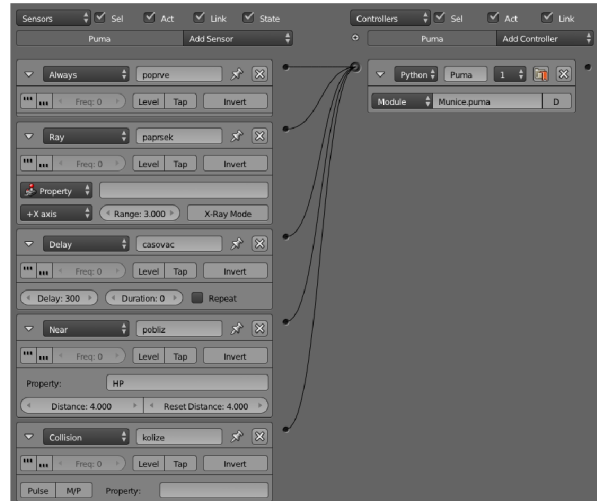 Sensors Sel Act Link State Controllers Sel Act Link
Puma Add Sensor Puma Add Controller
Always poprve Python Puma 1
Freq: 0 Level Tap Invert Module Munice.puma D
Ray paprsek
Freq: 0 Level Tap Invert
Property
+X axis Range: 3.000 X-Ray Mode
Delay casovac
Freq: 0 Level Tap Invert
Delay: 300 Duration: 0 Repeat
Near pobliz
Freq: 0 Level Tap Invert
Property: HP
Distance: 4.000 Reset Distance: 4.000
Collision kolize
Freq: 0 Level Tap Invert
Pulse M/P Property: